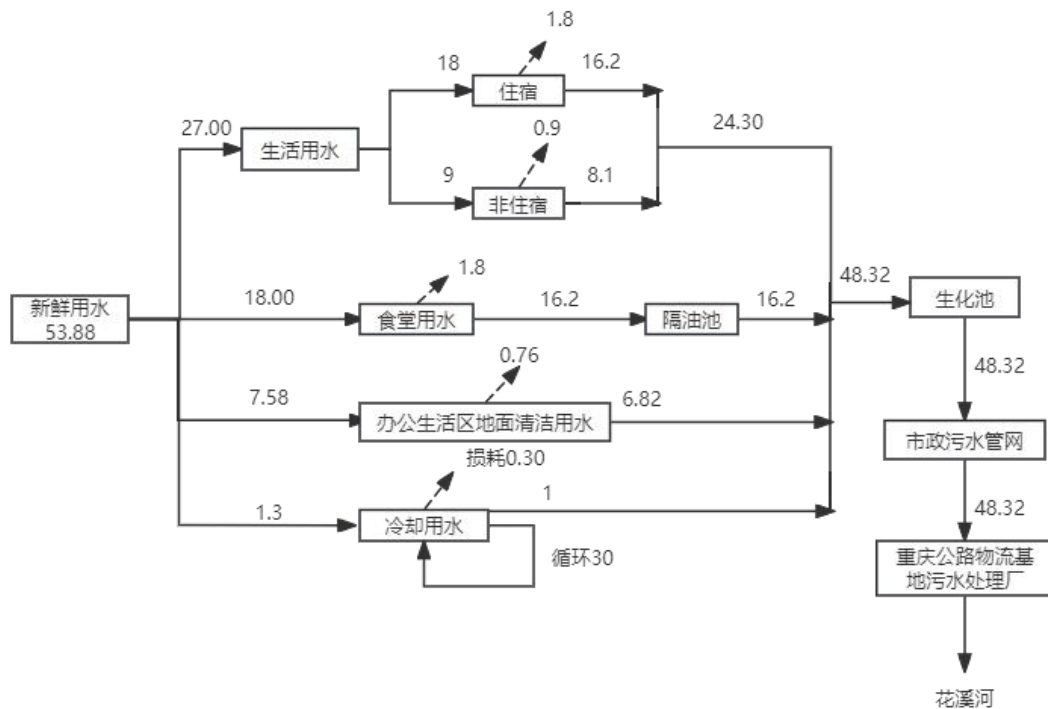 1.8
18
住宿
16.2
27.00
生活用水
0.9
24.30
9
非住宿
8.1
新鲜用水
53.88
18.00
1.8
食堂用水
16.2
隔油池
16.2
48.32
生化池
0.76
48.32
7.58
办公生活区地面清洁用水
6.82
市政污水管网
损耗0.30
1.3
冷却用水
1
48.32
循环30
重庆公路物流基
地污水处理厂
花溪河